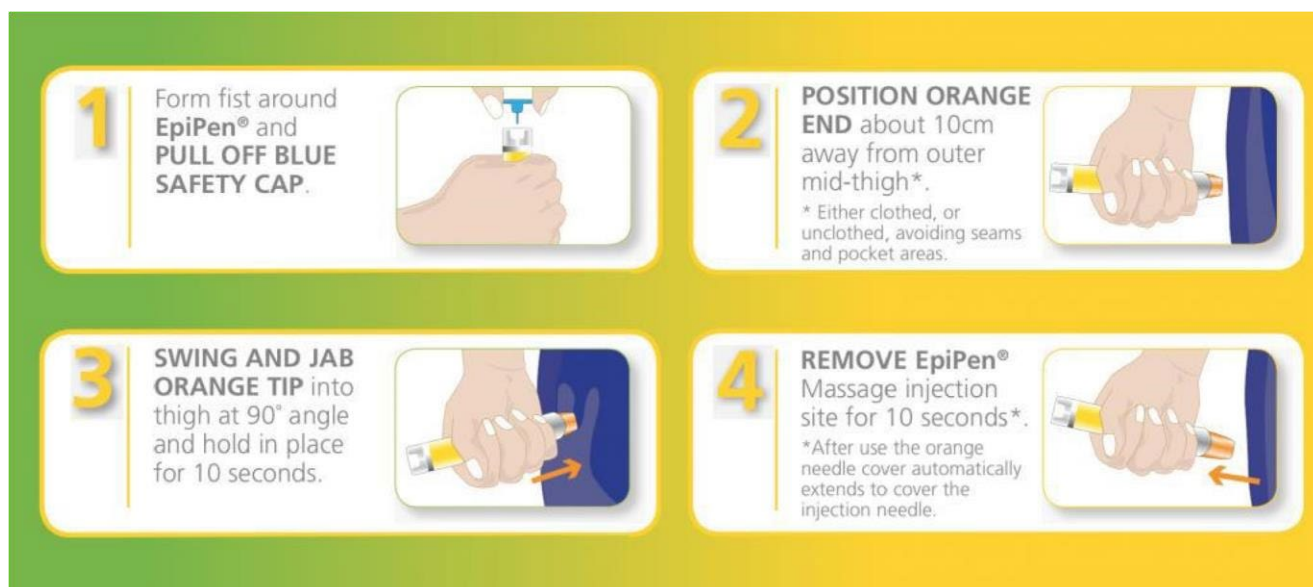 1
Form fist around
EpiPen® and
PULL OFF BLUE
SAFETY CAP.
2
POSITION ORANGE
END about 10cm
away from outer
mid-thigh*.
* Either clothed, or
unclothed, avoiding seams
and pocket areas.
3
SWING AND JAB
ORANGE TIP into
thigh at 90° angle
and hold in place
for 10 seconds.
4
REMOVE EpiPen®
Massage injection
site for 10 seconds*.
*After use the orange
needle cover automatically
extends to cover the
injection needle.